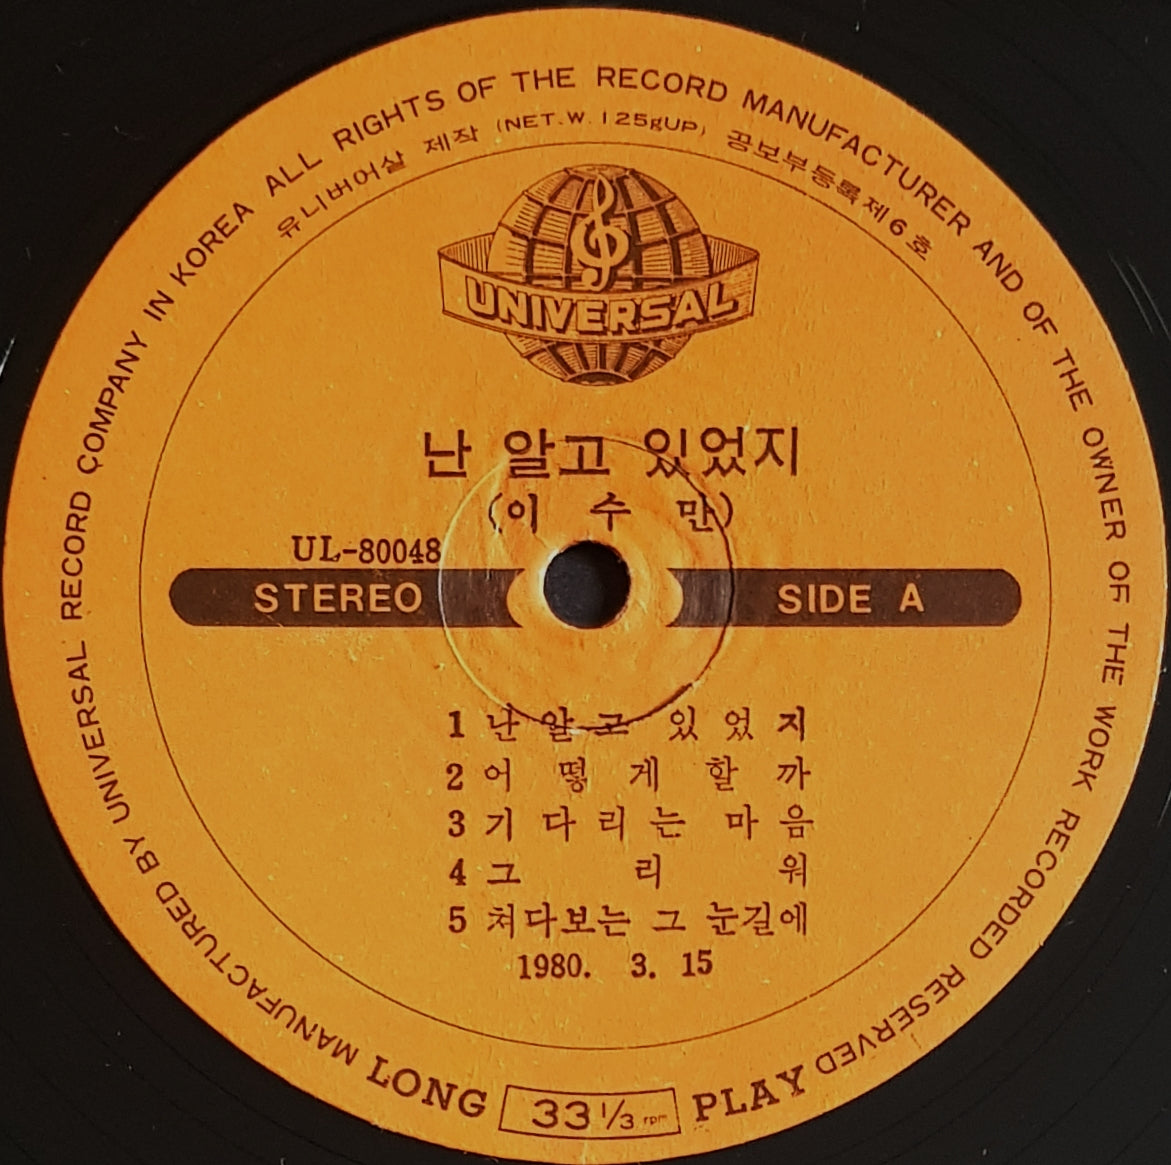 MANUFACTURED BY UNIVERSAL RECORD COMPANY IN KOREA ALL RIGHTS OF THE RECORD MANUFACTURER AND OF THE OWNER OF THE WORK RECORDED RESERVED
유니버어살 제작 (NET.W. 125gUP) 공보부등록제6호
UNIVERSAL
난 알고 있었지
(이 수 만)
UL-80048
STEREO SIDE A
1 난 알 고 있 었 지
2 어 떻 게 할 까
3 기 다 리 는 마 음
4 그 리 워
5 쳐다보는 그 눈길에
1980. 3. 15
LONG 33 1/3 rpm PLAY